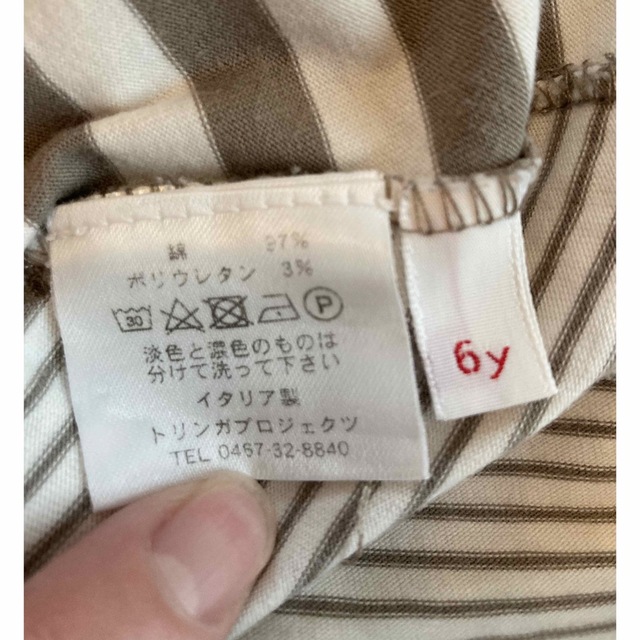 綿 97%
ポリウレタン 3%
30 P
淡色と濃色のものは
分けて洗って下さい
イタリア製
トリンガプロジェクツ
TEL 0467-32-8840
6y